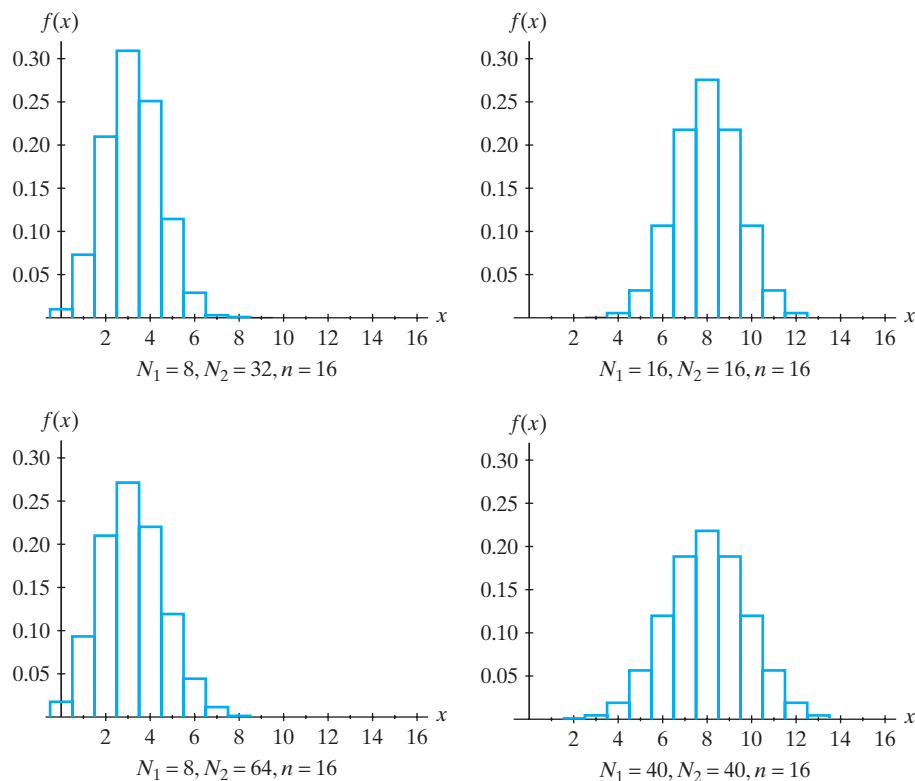 f(x)
0.30
0.25
0.20
0.15
0.10
0.05
2 4 6 8 10 12 14 16 x
N₁ = 8, N₂ = 32, n = 16
f(x)
0.30
0.25
0.20
0.15
0.10
0.05
2 4 6 8 10 12 14 16 x
N₁ = 16, N₂ = 16, n = 16
f(x)
0.30
0.25
0.20
0.15
0.10
0.05
2 4 6 8 10 12 14 16 x
N₁ = 8, N₂ = 64, n = 16
f(x)
0.30
0.25
0.20
0.15
0.10
0.05
2 4 6 8 10 12 14 16 x
N₁ = 40, N₂ = 40, n = 16